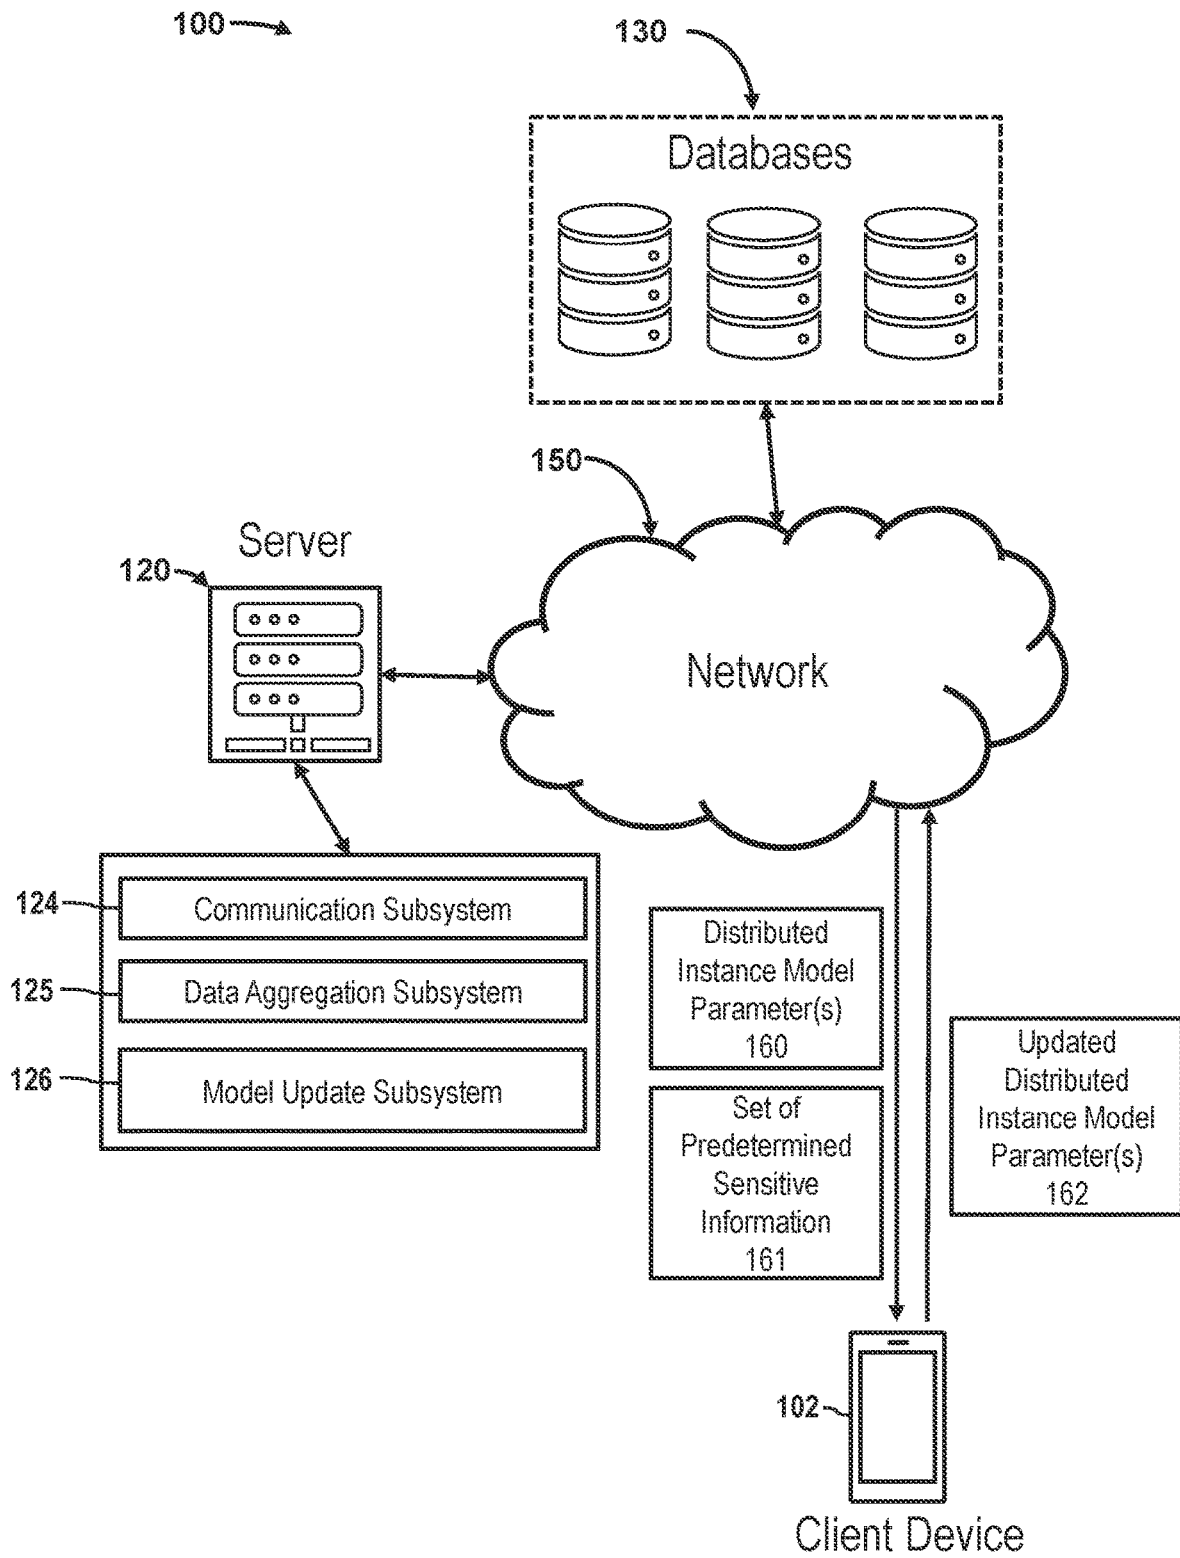 100
130
Databases
150
Server
120
Network
124
Communication Subsystem
125
Data Aggregation Subsystem
126
Model Update Subsystem
Distributed
Instance Model
Parameter(s)
160
Set of
Predetermined
Sensitive
Information
161
Updated
Distributed
Instance Model
Parameter(s)
162
102
Client Device